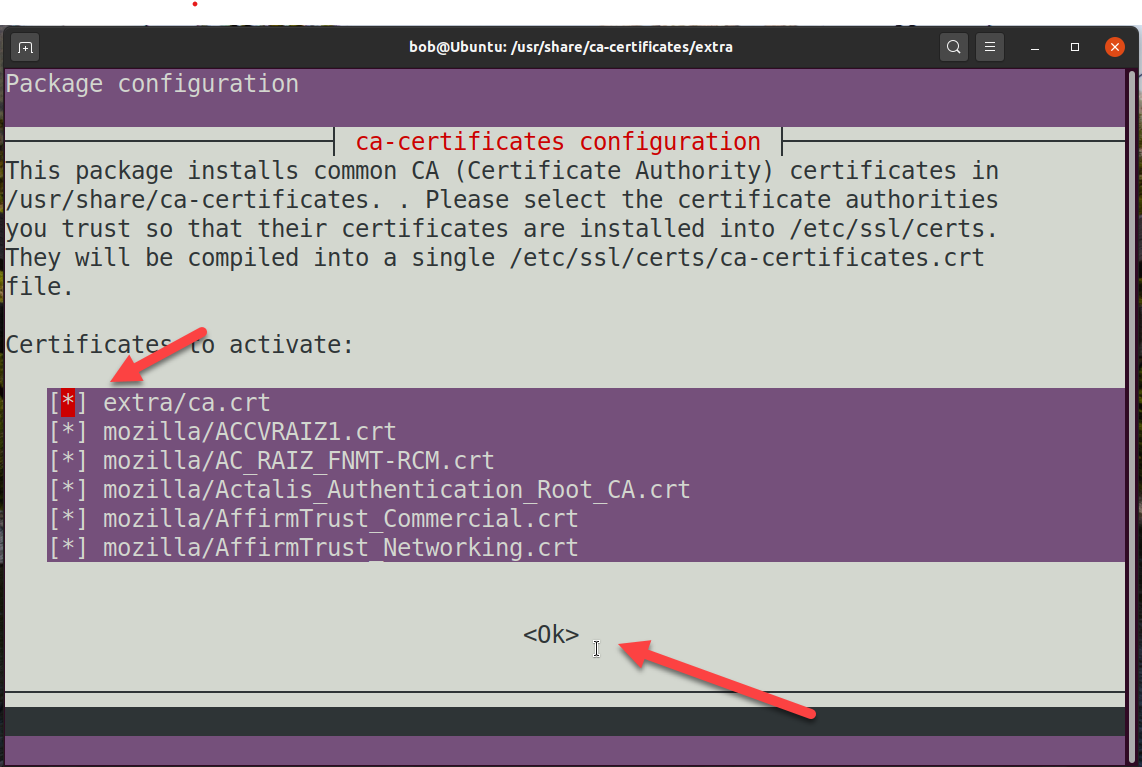 bob@Ubuntu: /usr/share/ca-certificates/extra
Package configuration
ca-certificates configuration
This package installs common CA (Certificate Authority) certificates in
/usr/share/ca-certificates. . Please select the certificate authorities
you trust so that their certificates are installed into /etc/ssl/certs.
They will be compiled into a single /etc/ssl/certs/ca-certificates.crt
file.
Certificates to activate:
[*] extra/ca.crt
[*] mozilla/ACCVRAIZ1.crt
[*] mozilla/AC_RAIZ_FNMT-RCM.crt
[*] mozilla/Actalis_Authentication_Root_CA.crt
[*] mozilla/AffirmTrust_Commercial.crt
[*] mozilla/AffirmTrust_Networking.crt
<Ok>